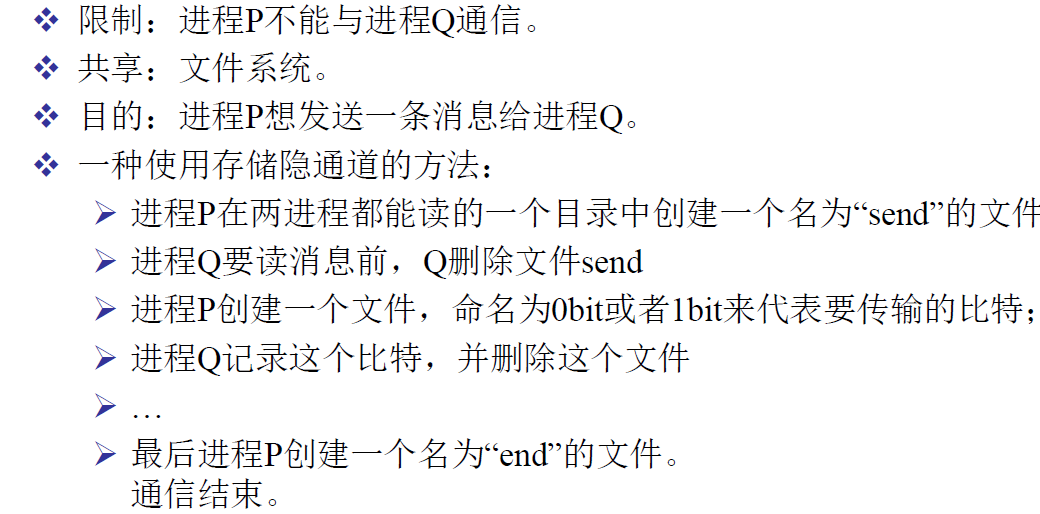 限制：进程P不能与进程Q通信。
共享：文件系统。
目的：进程P想发送一条消息给进程Q。
一种使用存储隐通道的方法：
进程P在两进程都能读的一个目录中创建一个名为“send”的文件
进程Q要读消息前，Q删除文件send
进程P创建一个文件，命名为0bit或者1bit来代表要传输的比特；
进程Q记录这个比特，并删除这个文件
…
最后进程P创建一个名为“end”的文件。
通信结束。